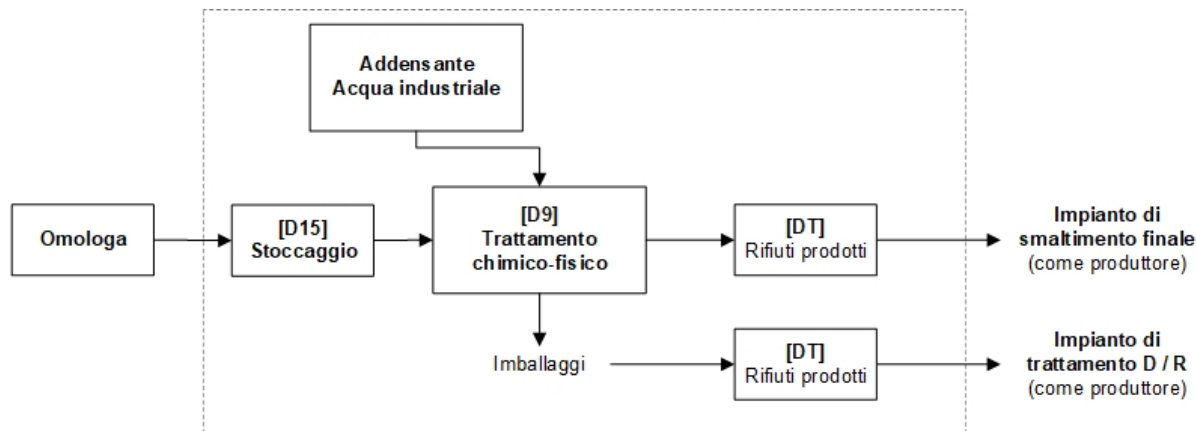 Addensante
Acqua industriale
Omologa
[D15]
Stoccaggio
[D9]
Trattamento
chimico-fisico
[DT]
Rifiuti prodotti
Impianto di
smaltimento finale
(come produttore)
Imballaggi
[DT]
Rifiuti prodotti
Impianto di
trattamento D / R
(come produttore)